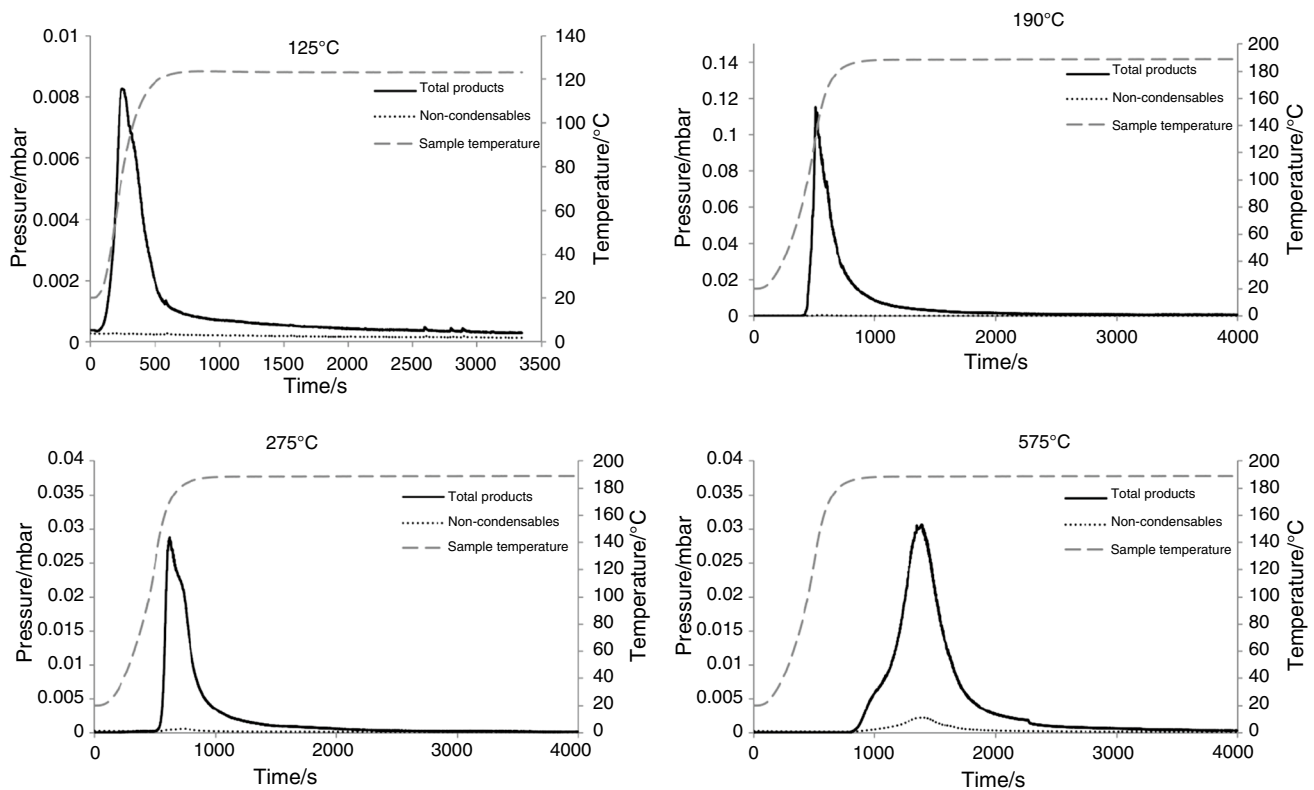 125°C
0.01
0.008
0.006
0.004
0.002
0
Pressure/mbar
140
120
100
80
60
40
20
0
Temperature/°C
Total products
Non-condensables
Sample temperature
0 500 1000 1500 2000 2500 3000 3500
Time/s
190°C
0.14
0.12
0.1
0.08
0.06
0.04
0.02
0
Pressure/mbar
200
180
160
140
120
100
80
60
40
20
0
Temperature/°C
Total products
Non-condensables
Sample temperature
0 1000 2000 3000 4000
Time/s
275°C
0.04
0.035
0.03
0.025
0.02
0.015
0.01
0.005
0
Pressure/mbar
200
180
160
140
120
100
80
60
40
20
0
Temperature/°C
Total products
Non-condensables
Sample temperature
0 1000 2000 3000 4000
Time/s
575°C
0.04
0.035
0.03
0.025
0.02
0.015
0.01
0.005
0
Pressure/mbar
200
180
160
140
120
100
80
60
40
20
0
Temperature/°C
Total products
Non-condensables
Sample temperature
0 1000 2000 3000 4000
Time/s